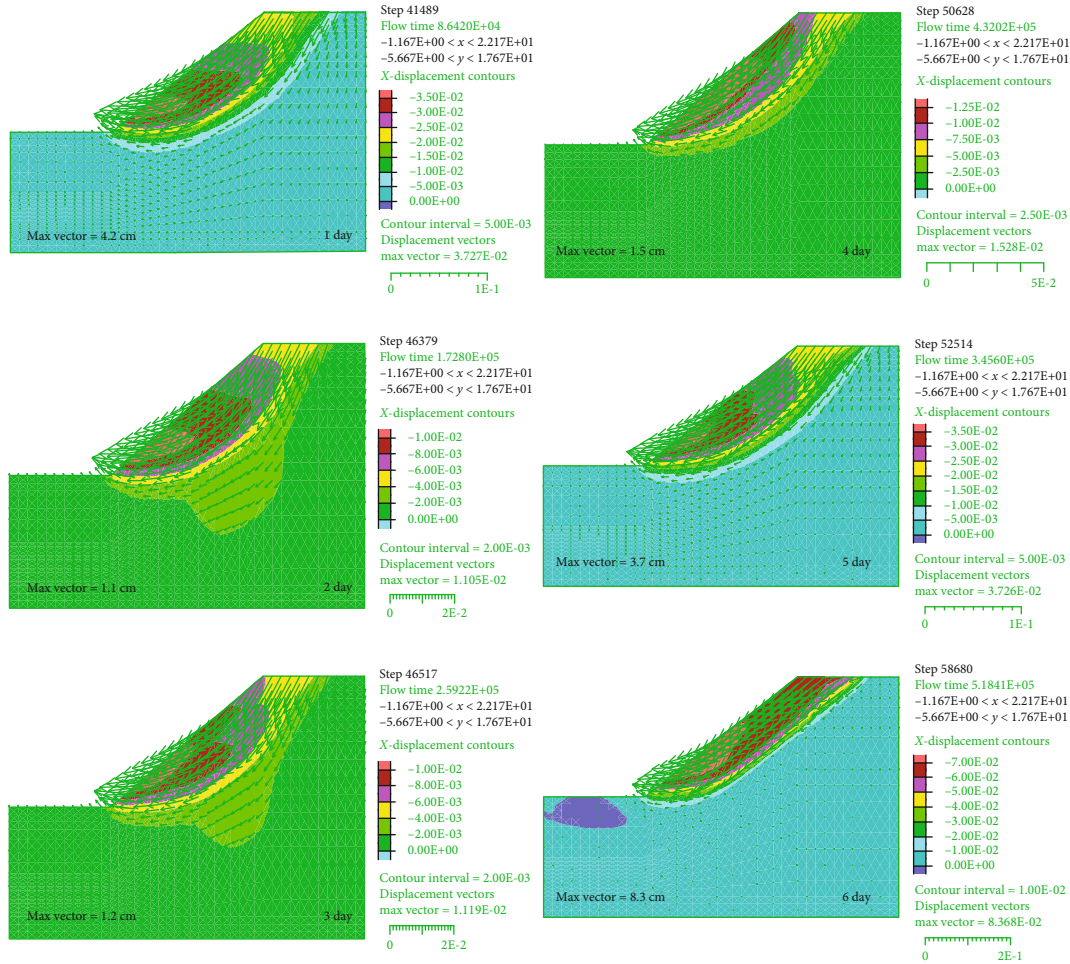 Step 41489
Flow time 8.6420E+04
–1.167E+00 < x < 2.217E+01
–5.667E+00 < y < 1.767E+01
X-displacement contours
–3.50E-02
–3.00E-02
–2.50E-02
–2.00E-02
–1.50E-02
–1.00E-02
–5.00E-03
0.00E+00
Contour interval = 5.00E-03
Displacement vectors
max vector = 3.727E-02
0 1E-1
Max vector = 4.2 cm 1 day
Step 46379
Flow time 1.7280E+05
–1.167E+00 < x < 2.217E+01
–5.667E+00 < y < 1.767E+01
X-displacement contours
–1.00E-02
–8.00E-03
–6.00E-03
–4.00E-03
–2.00E-03
0.00E+00
Contour interval = 2.00E-03
Displacement vectors
max vector = 1.105E-02
0 2E-2
Max vector = 1.1 cm 2 day
Step 46517
Flow time 2.5922E+05
–1.167E+00 < x < 2.217E+01
–5.667E+00 < y < 1.767E+01
X-displacement contours
–1.00E-02
–8.00E-03
–6.00E-03
–4.00E-03
–2.00E-03
0.00E+00
Contour interval = 2.00E-03
Displacement vectors
max vector = 1.119E-02
0 2E-2
Max vector = 1.2 cm 3 day
Step 50628
Flow time 4.3202E+05
–1.167E+00 < x < 2.217E+01
–5.667E+00 < y < 1.767E+01
X-displacement contours
–1.25E-02
–1.00E-02
–7.50E-03
–5.00E-03
–2.50E-03
0.00E+00
Contour interval = 2.50E-03
Displacement vectors
max vector = 1.528E-02
0 5E-2
Max vector = 1.5 cm 4 day
Step 52514
Flow time 3.4560E+05
–1.167E+00 < x < 2.217E+01
–5.667E+00 < y < 1.767E+01
X-displacement contours
–3.50E-02
–3.00E-02
–2.50E-02
–2.00E-02
–1.50E-02
–1.00E-02
–5.00E-03
0.00E+00
Contour interval = 5.00E-03
Displacement vectors
max vector = 3.726E-02
0 1E-1
Max vector = 3.7 cm 5 day
Step 58680
Flow time 5.1841E+05
–1.167E+00 < x < 2.217E+01
–5.667E+00 < y < 1.767E+01
X-displacement contours
–7.00E-02
–6.00E-02
–5.00E-02
–4.00E-02
–3.00E-02
–2.00E-02
–1.00E-02
0.00E+00
Contour interval = 1.00E-02
Displacement vectors
max vector = 8.368E-02
0 2E-1
Max vector = 8.3 cm 6 day